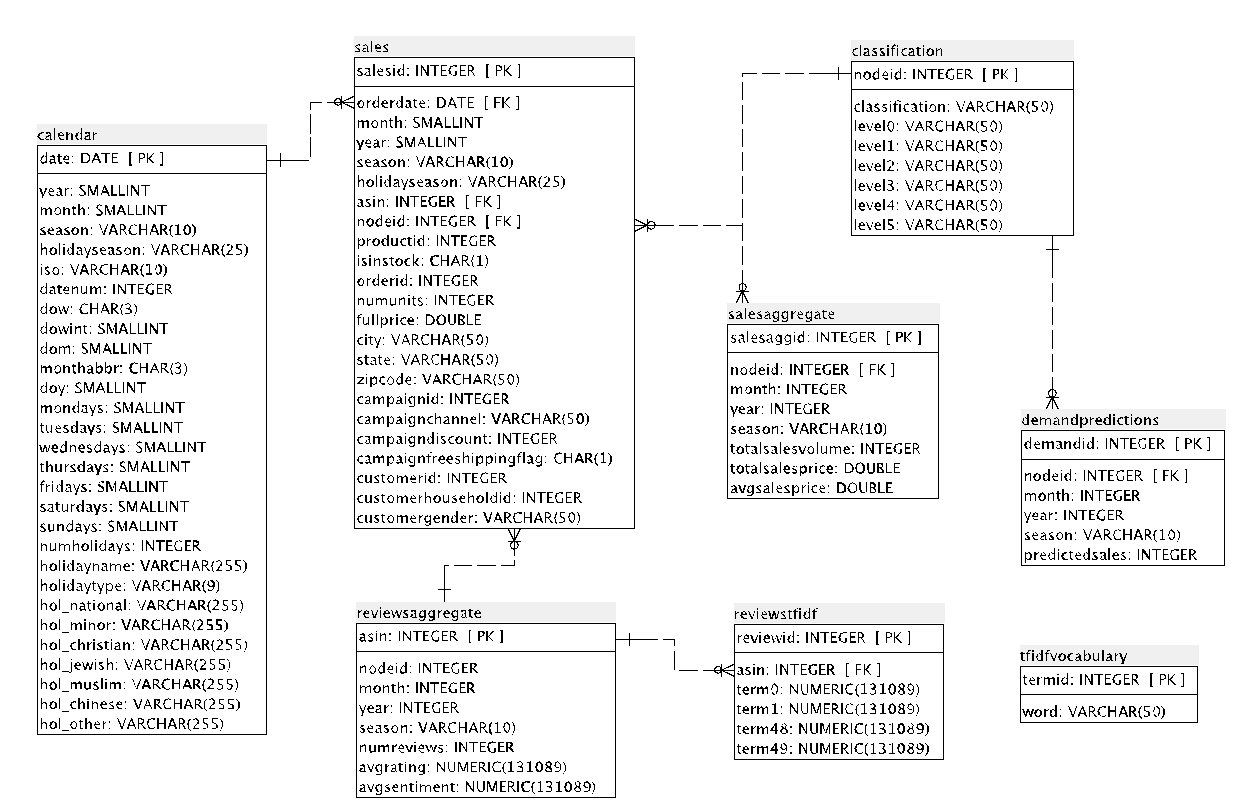 calendar
date: DATE [ PK ]
year: SMALLINT
month: SMALLINT
season: VARCHAR(10)
holidayseason: VARCHAR(25)
iso: VARCHAR(10)
datenum: INTEGER
dow: CHAR(3)
dowint: SMALLINT
dom: SMALLINT
monthabbr: CHAR(3)
doy: SMALLINT
mondays: SMALLINT
tuesdays: SMALLINT
wednesdays: SMALLINT
thursdays: SMALLINT
fridays: SMALLINT
saturdays: SMALLINT
sundays: SMALLINT
numholidays: INTEGER
holidayname: VARCHAR(255)
holidaytype: VARCHAR(9)
hol_national: VARCHAR(255)
hol_minor: VARCHAR(255)
hol_christian: VARCHAR(255)
hol_jewish: VARCHAR(255)
hol_muslim: VARCHAR(255)
hol_chinese: VARCHAR(255)
hol_other: VARCHAR(255)
sales
salesid: INTEGER [ PK ]
orderdate: DATE [ FK ]
month: SMALLINT
year: SMALLINT
season: VARCHAR(10)
holidayseason: VARCHAR(25)
asin: INTEGER [ FK ]
nodeid: INTEGER [ FK ]
productid: INTEGER
isinstock: CHAR(1)
orderid: INTEGER
numunits: INTEGER
fullprice: DOUBLE
city: VARCHAR(50)
state: VARCHAR(50)
zipcode: VARCHAR(50)
campaignid: INTEGER
campaignchannel: VARCHAR(50)
campaigndiscount: INTEGER
campaignfreeshippingflag: CHAR(1)
customerid: INTEGER
customerhouseholdid: INTEGER
customergender: VARCHAR(50)
classification
nodeid: INTEGER [ PK ]
classification: VARCHAR(50)
level0: VARCHAR(50)
level1: VARCHAR(50)
level2: VARCHAR(50)
level3: VARCHAR(50)
level4: VARCHAR(50)
level5: VARCHAR(50)
salesaggregate
salesaggid: INTEGER [ PK ]
nodeid: INTEGER [ FK ]
month: INTEGER
year: INTEGER
season: VARCHAR(10)
totalsalesvolume: INTEGER
totalsalesprice: DOUBLE
avgsalesprice: DOUBLE
demandpredictions
demandid: INTEGER [ PK ]
nodeid: INTEGER [ FK ]
month: INTEGER
year: INTEGER
season: VARCHAR(10)
predictedsales: INTEGER
reviewsaggregate
asin: INTEGER [ PK ]
nodeid: INTEGER
month: INTEGER
year: INTEGER
season: VARCHAR(10)
numreviews: INTEGER
avgrating: NUMERIC(131089)
avgsentiment: NUMERIC(131089)
reviewstfidf
reviewid: INTEGER [ PK ]
asin: INTEGER [ FK ]
term0: NUMERIC(131089)
term1: NUMERIC(131089)
term48: NUMERIC(131089)
term49: NUMERIC(131089)
tfidfvocabulary
termid: INTEGER [ PK ]
word: VARCHAR(50)